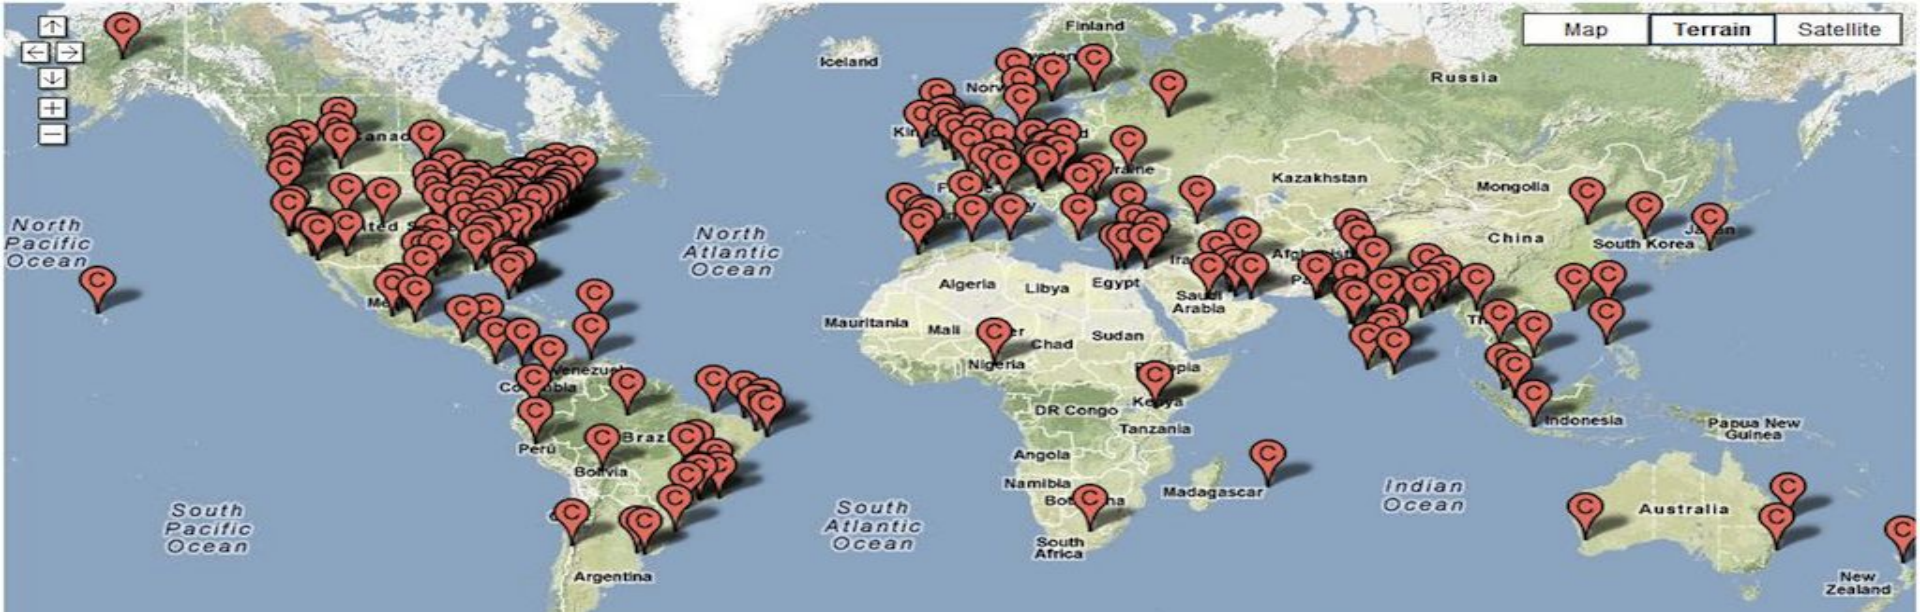 Finland
Map
Terrain
Satellite
Iceland
Russia
Kazakhstan
Mongolia
North
Pacific
Ocean
North
Atlantic
Ocean
China
South Korea
Algeria
Libya
Egypt
Saudi
Arabia
Mauritania
Mali
Chad
Sudan
Nigeria
DR Congo
Kenya
Tanzania
Perú
Bolivia
Indonesia
Papua New
Guinea
Angola
Namibia
Madagascar
Indian
Ocean
Australia
South
Pacific
Ocean
South
Atlantic
Ocean
South
Africa
Argentina
New
Zealand